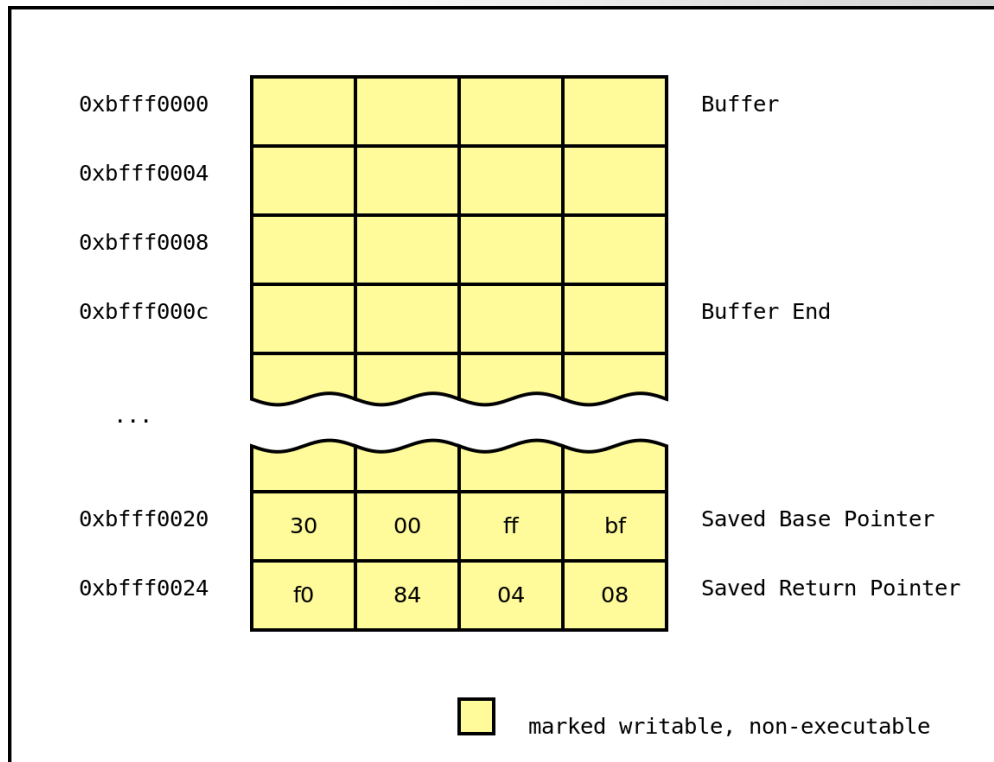 0xbfff0000 Buffer
0xbfff0004
0xbfff0008
0xbfff000c Buffer End
...
0xbfff0020 30 00 ff bf Saved Base Pointer
0xbfff0024 f0 84 04 08 Saved Return Pointer
marked writable, non-executable